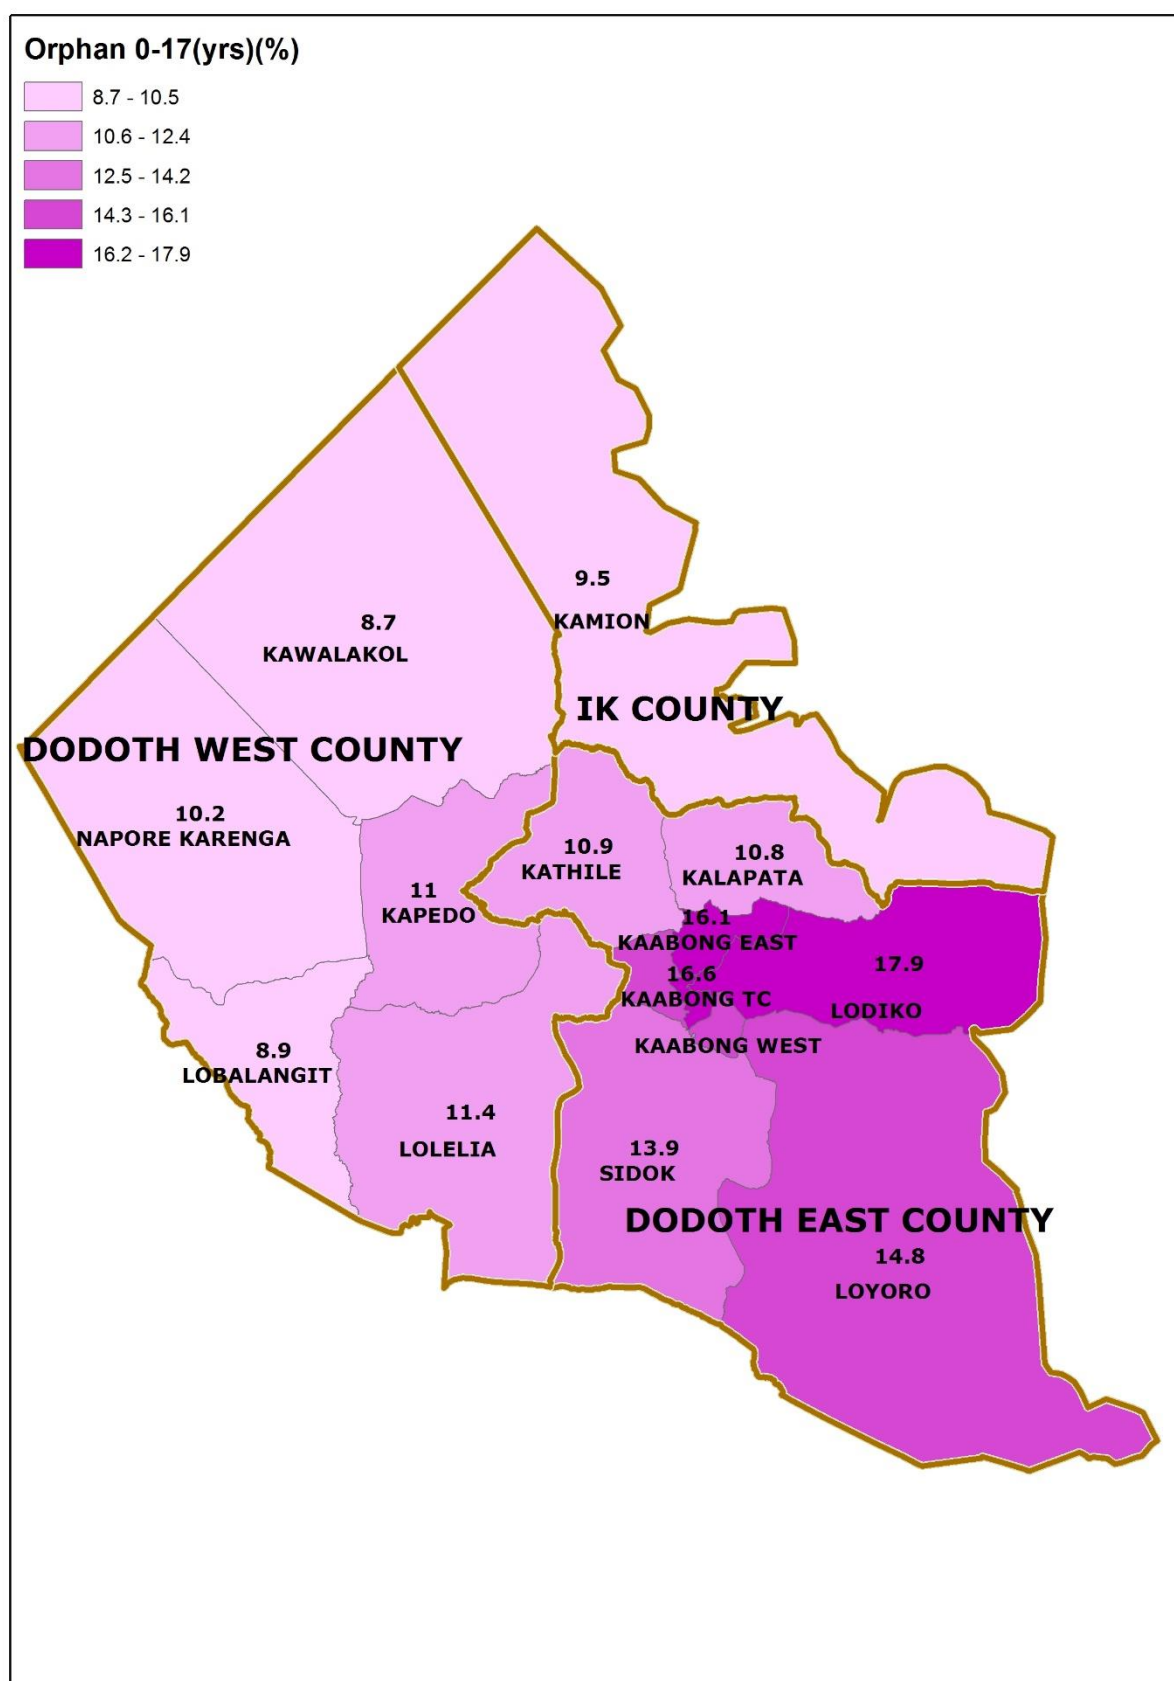 Orphan 0-17(yrs)(%)
8.7 - 10.5
10.6 - 12.4
12.5 - 14.2
14.3 - 16.1
16.2 - 17.9
9.5
KAMION
8.7
KAWALAKOL
IK COUNTY
DODOTH WEST COUNTY
10.2
NAPORE KARENGA
10.9
KATHILE
10.8
KALAPATA
11
KAPEDO
16.1
KAABONG EAST
17.9
LODIKO
16.6
KAABONG TC
KAABONG WEST
8.9
LOBALANGIT
11.4
LOLELIA
13.9
SIDOK
DODOTH EAST COUNTY
14.8
LOYORO